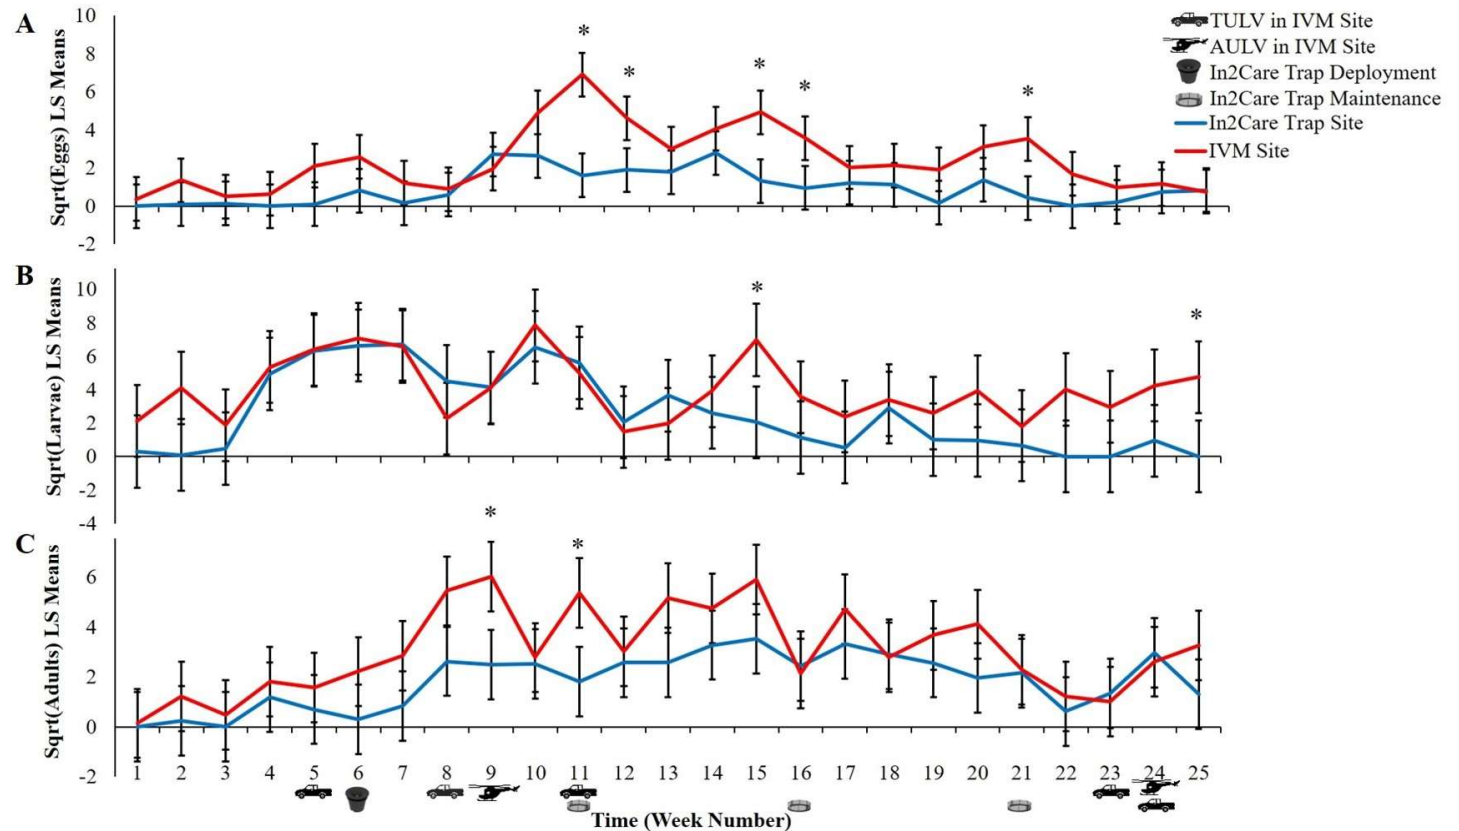 A
Sqrt(Eggs) LS Means
10
8
6
4
2
0
-2
*
*
*
*
*
TULV in IVM Site
AULV in IVM Site
In2Care Trap Deployment
In2Care Trap Maintenance
In2Care Trap Site
IVM Site
B
Sqrt(Larvae) LS Means
10
8
6
4
2
0
-2
-4
*
*
C
Sqrt(Adults) LS Means
6
4
2
0
-2
*
*
1 2 3 4 5 6 7 8 9 10 11 12 13 14 15 16 17 18 19 20 21 22 23 24 25
Time (Week Number)